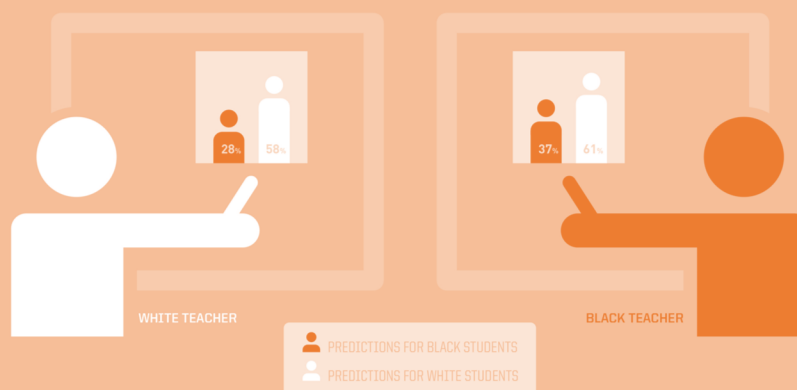 28% 58%
37% 61%
WHITE TEACHER
BLACK TEACHER
PREDICTIONS FOR BLACK STUDENTS
PREDICTIONS FOR WHITE STUDENTS